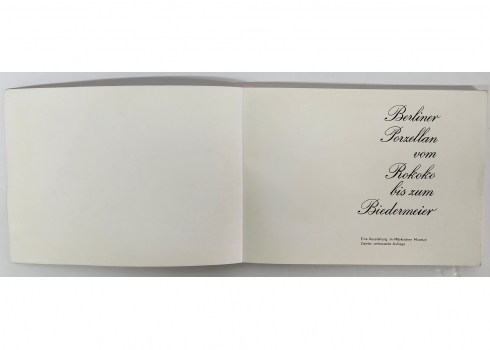 Berliner
Porzellan
vom
Rokoko
bis zum
Biedermeier
Eine Ausstellung im Märkischen Museum
Zweite, verbesserte Auflage